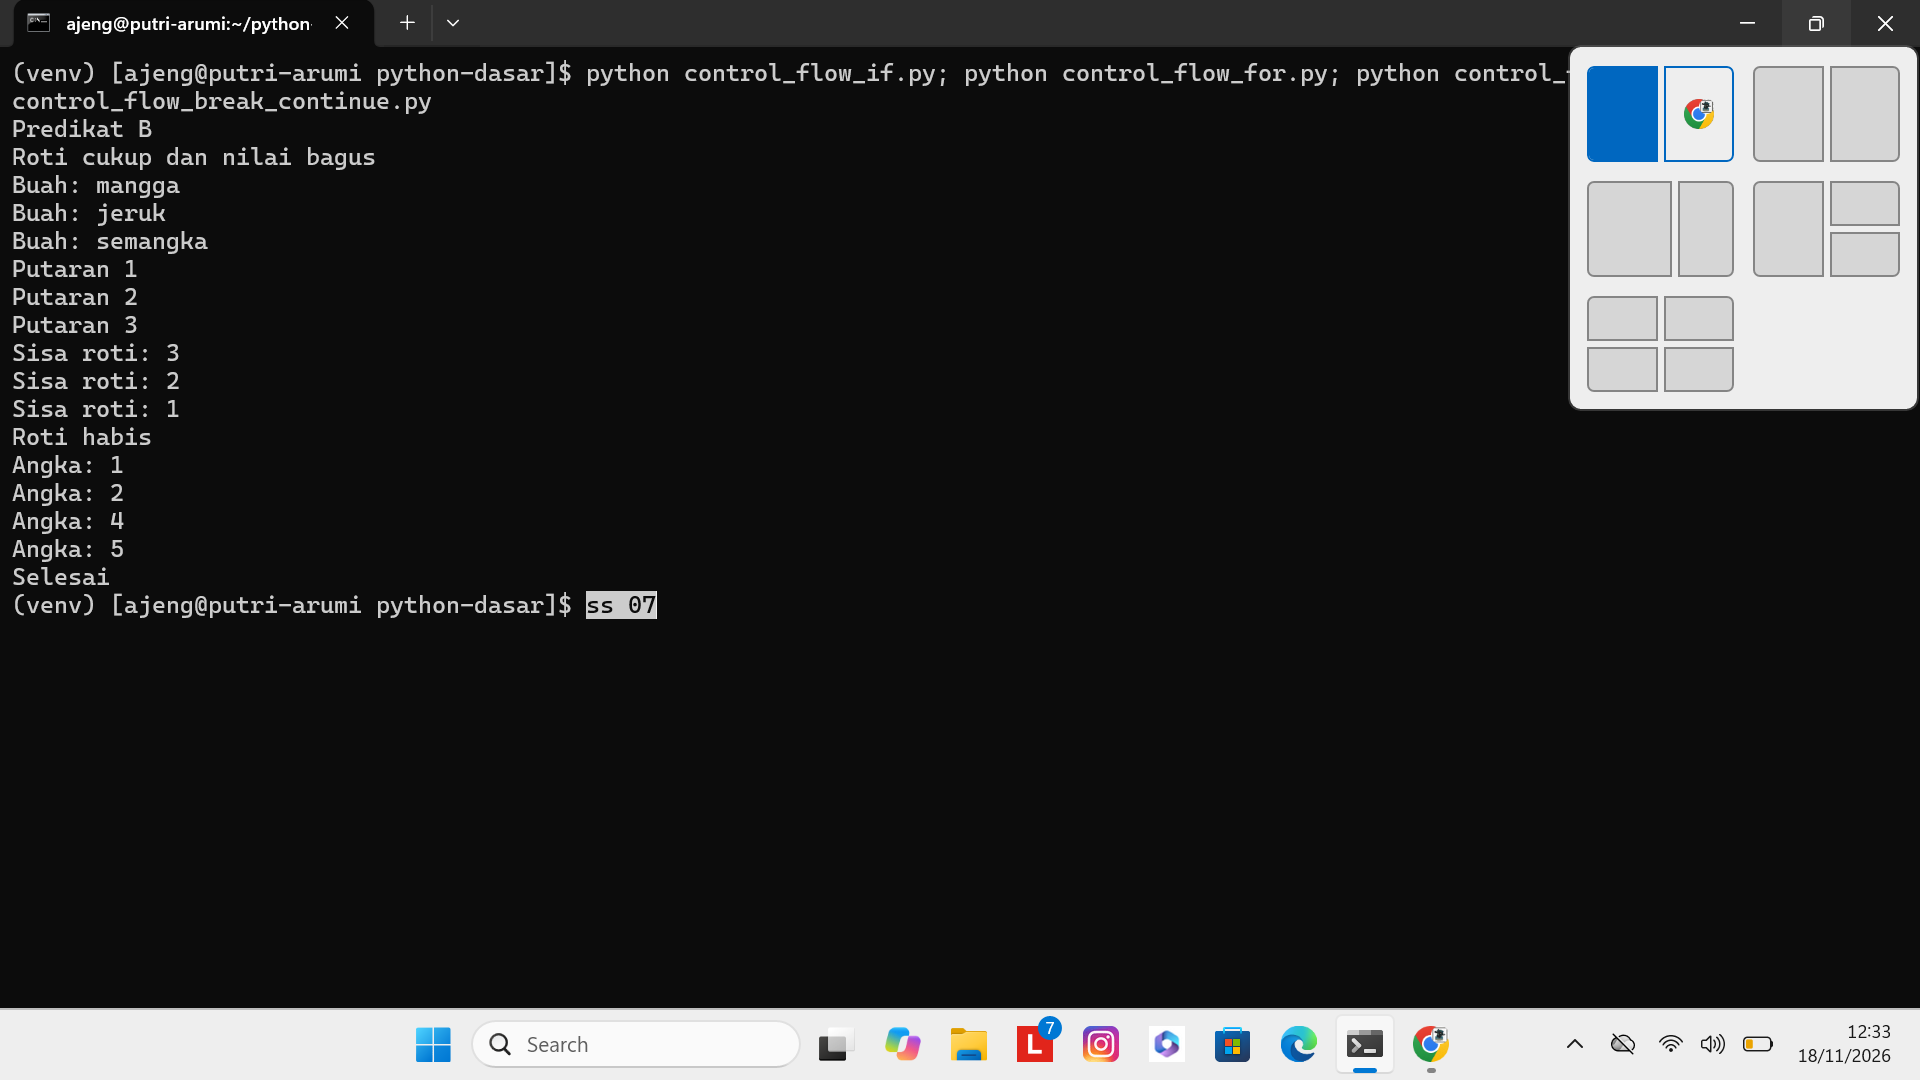 ajeng@putri-arumi:~/python
(venv) [ajeng@putri-arumi python-dasar]$ python control_flow_if.py; python control_flow_for.py; python control_
control_flow_break_continue.py
Predikat B
Roti cukup dan nilai bagus
Buah: mangga
Buah: jeruk
Buah: semangka
Putaran 1
Putaran 2
Putaran 3
Sisa roti: 3
Sisa roti: 2
Sisa roti: 1
Roti habis
Angka: 1
Angka: 2
Angka: 4
Angka: 5
Selesai
(venv) [ajeng@putri-arumi python-dasar]$ ss 07
Search
L
7
12:33
18/11/2026